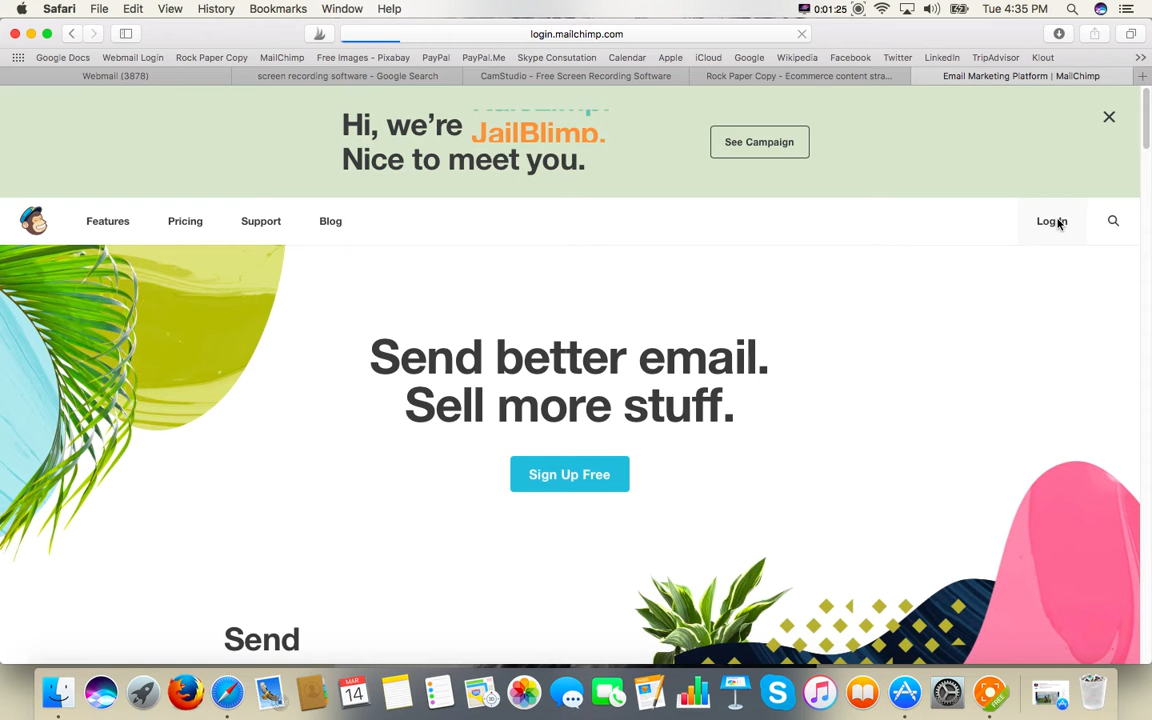 Safari File Edit View History Bookmarks Window Help 0:01:25 Tue 4:35 PM
login.mailchimp.com
Google Docs Webmail Login Rock Paper Copy MailChimp Free Images - Pixabay PayPal PayPal.Me Skype Consutation Calendar Apple iCloud Google Wikipedia Facebook Twitter LinkedIn TripAdvisor Klout
Webmail (3878) screen recording software - Google Search CamStudio - Free Screen Recording Software Rock Paper Copy - Ecommerce content stra... Email Marketing Platform | MailChimp
Hi, we're JailBlimp.
Nice to meet you.
See Campaign
Features Pricing Support Blog Log In
Send better email.
Sell more stuff.
Sign Up Free
Send
MAR
14
FREE